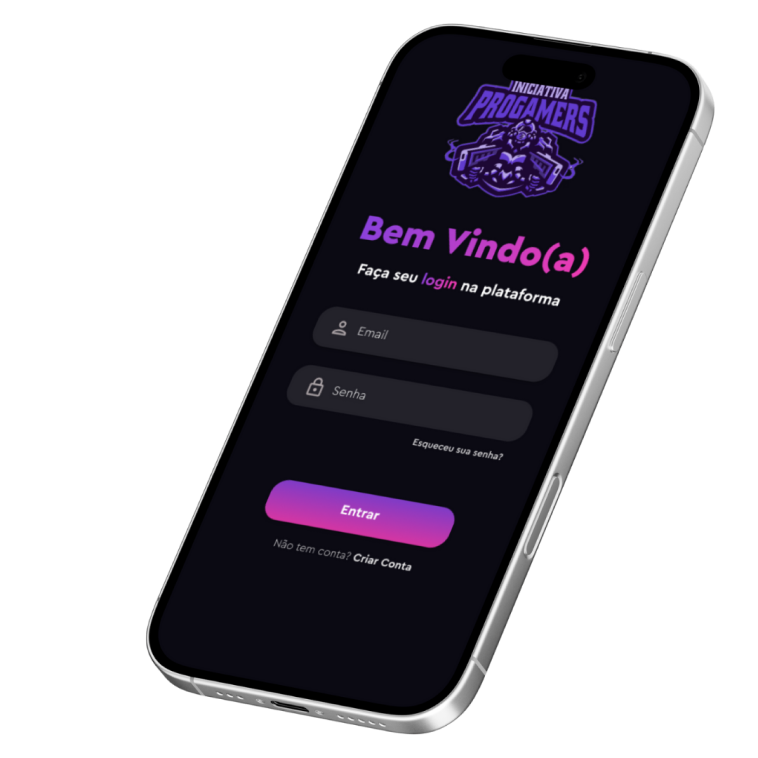 INICIATIVA
PROGAMERS
Bem Vindo(a)
Faça seu login na plataforma
Email
Senha
Esqueceu sua senha?
Entrar
Não tem conta? Criar Conta